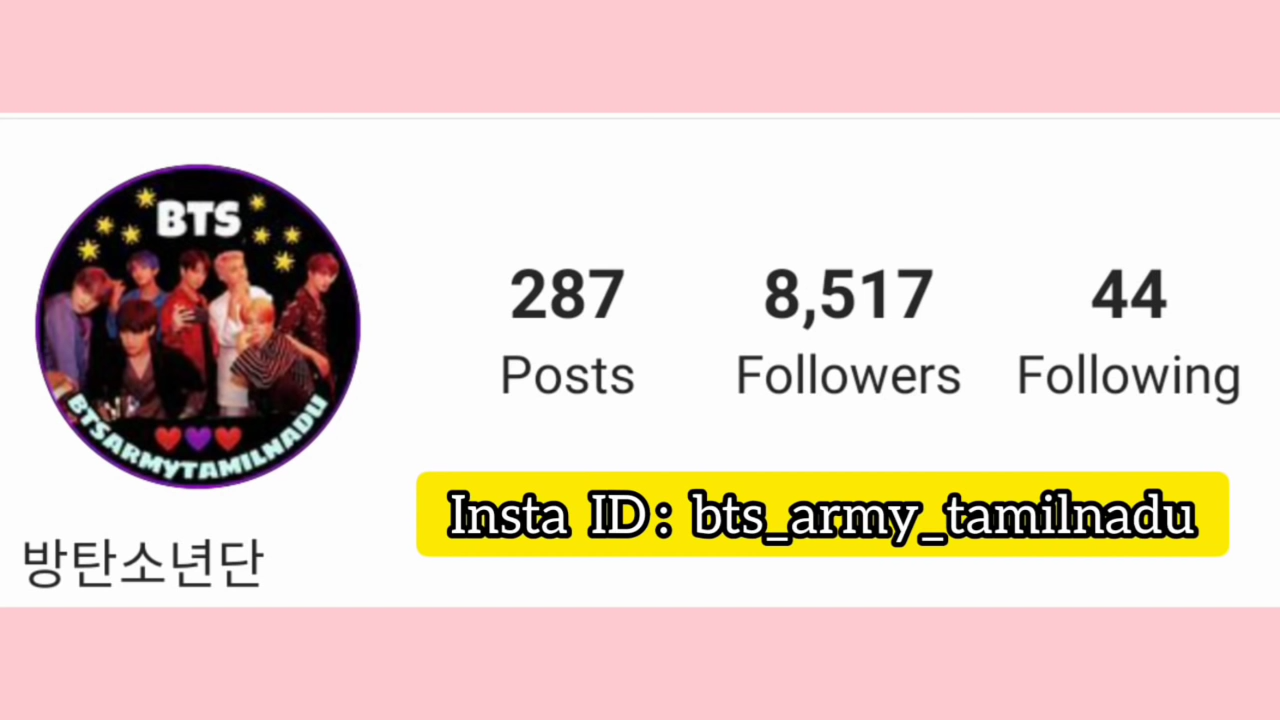 BTS
BTSARMYTAMILNADU
287 8,517 44
Posts Followers Following
Insta ID: bts_army_tamilnadu
방탄소년단